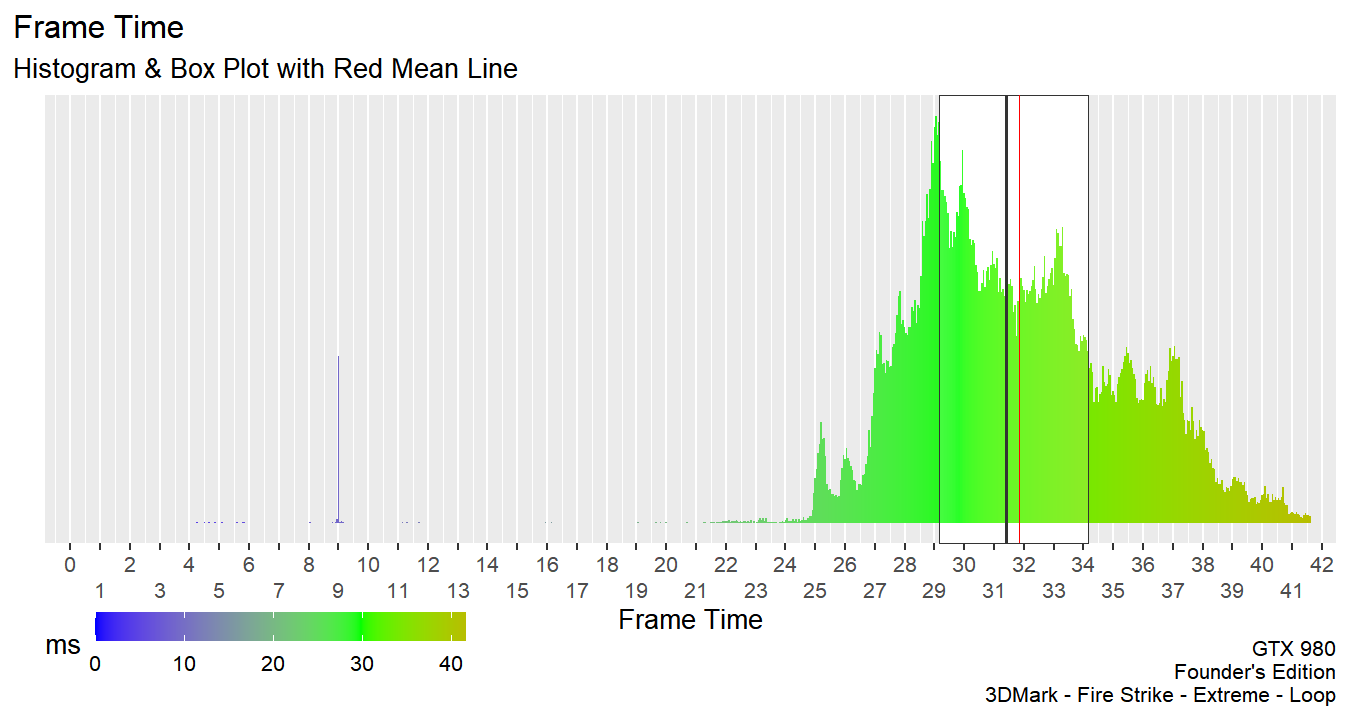 Frame Time
Histogram & Box Plot with Red Mean Line
0 2 4 6 8 10 12 14 16 18 20 22 24 26 28 30 32 34 36 38 40 42
1 3 5 7 9 11 13 15 17 19 21 23 25 27 29 31 33 35 37 39 41
Frame Time
ms
0 10 20 30 40
GTX 980
Founder's Edition
3DMark - Fire Strike - Extreme - Loop